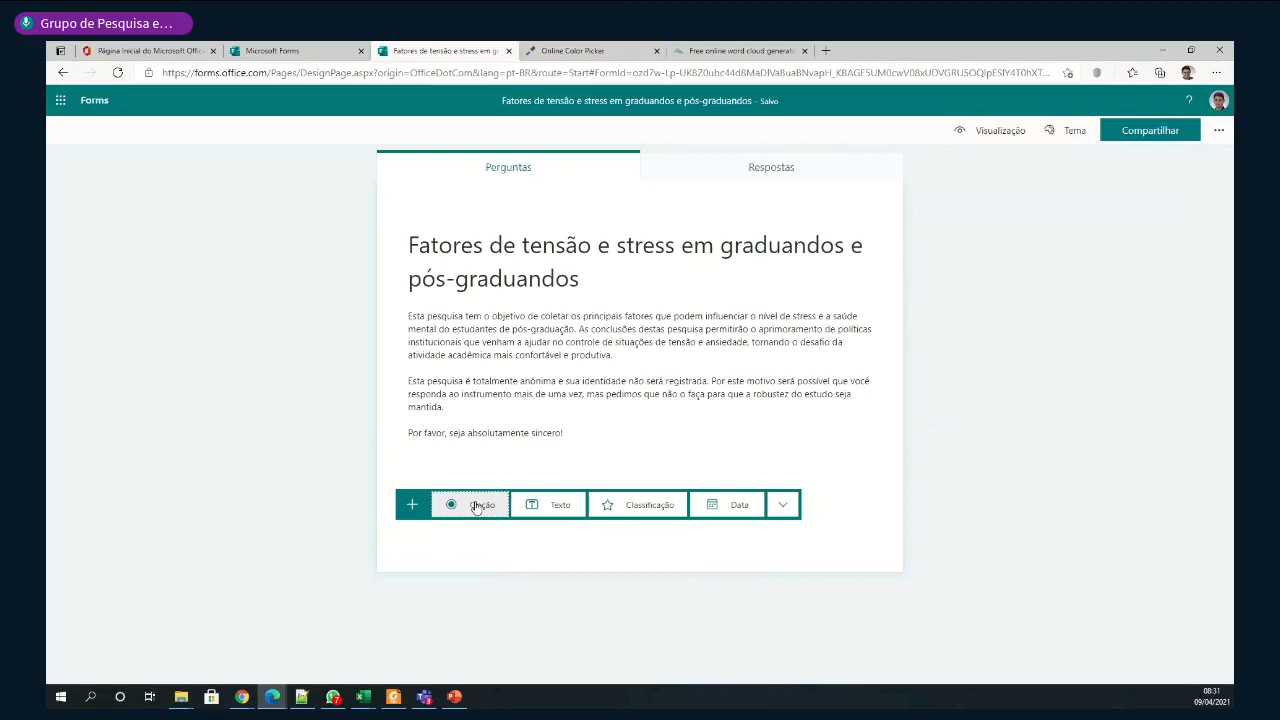 Grupo de Pesquisa e...
Página Inicial do Microsoft Offic
Microsoft Forms
Fatores de tensão e stress em gr
Online Color Picker
Free online word cloud generat
Forms
Fatores de tensão e stress em graduandos e pós-graduandos - Salvo
?
Visualização
Tema
Compartilhar
Perguntas
Respostas
Fatores de tensão e stress em graduandos e
pós-graduandos
Esta pesquisa tem o objetivo de coletar os principais fatores que podem influenciar o nível de stress e a saúde
mental do estudantes de pós-graduação. As conclusões destas pesquisa permitirão o aprimoramento de políticas
institucionais que venham a ajudar no controle de situações de tensão e ansiedade, tornando o desafio da
atividade acadêmica mais confortável e produtiva.
Esta pesquisa é totalmente anônima e sua identidade não será registrada. Por este motivo será possível que você
responda ao instrumento mais de uma vez, mas pedimos que não o faça para que a robustez do estudo seja
mantida.
Por favor, seja absolutamente sincero!
Texto
Classificação
Data
08:31
09/04/2021